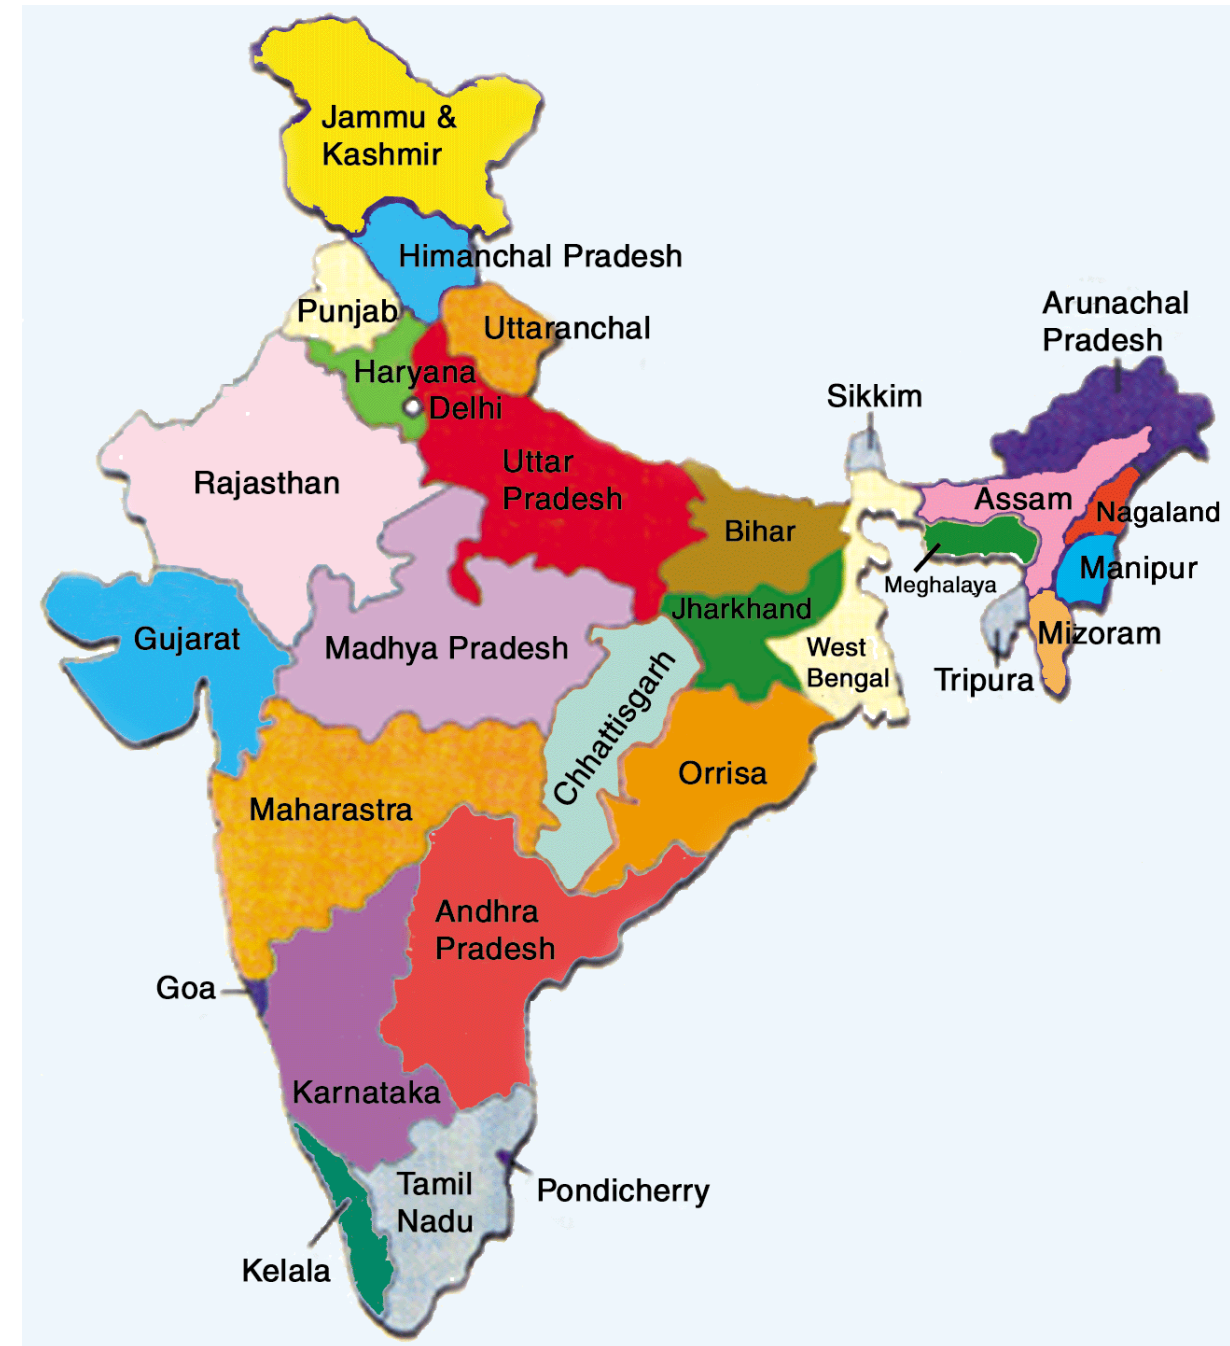 Jammu &
Kashmir
Himanchal Pradesh
Punjab
Uttaranchal
Arunachal
Pradesh
Haryana
Delhi
Sikkim
Uttar
Pradesh
Rajasthan
Assam
Nagaland
Bihar
Manipur
Meghalaya
Jharkhand
Gujarat
Madhya Pradesh
Mizoram
West
Bengal
Tripura
Chhattisgarh
Orrisa
Maharastra
Andhra
Pradesh
Goa
Karnataka
Tamil
Nadu
Pondicherry
Kelala